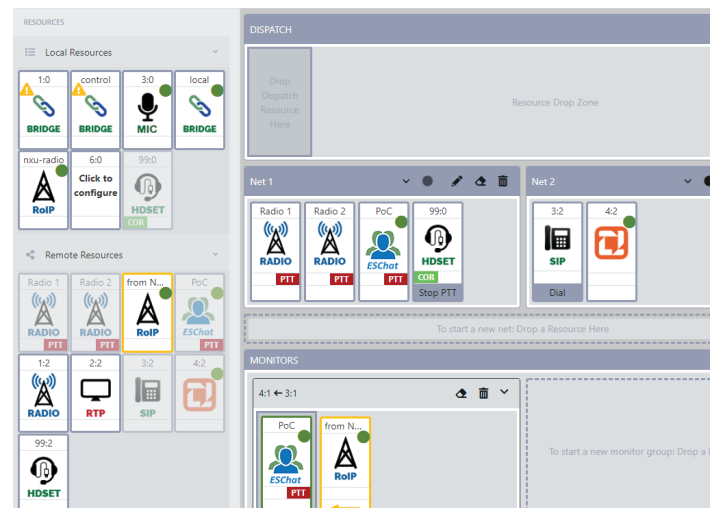 RESOURCES
Local Resources
1:0 control 3:0 local
BRIDGE BRIDGE MIC BRIDGE
nxu-radio 6:0 99:0
Click to
configure
RoIP HDSET
COR
Remote Resources
Radio 1 Radio 2 from N... PoC
RADIO RADIO RoIP ESChat
PTT PTT PTT
1:2 2:2 3:2 4:2
RADIO RTP SIP
99:2
HDSET
DISPATCH
Drop
Dispatch
Resource
Here
Resource Drop Zone
Net 1
Radio 1 Radio 2 PoC 99:0
RADIO RADIO ESChat HDSET
PTT PTT PTT COR
Stop PTT
Net 2
3:2 4:2
SIP
Dial
To start a new net: Drop a Resource Here
MONITORS
4:1 ← 3:1
PoC from N...
ESChat RoIP
PTT
To start a new monitor group: Drop a